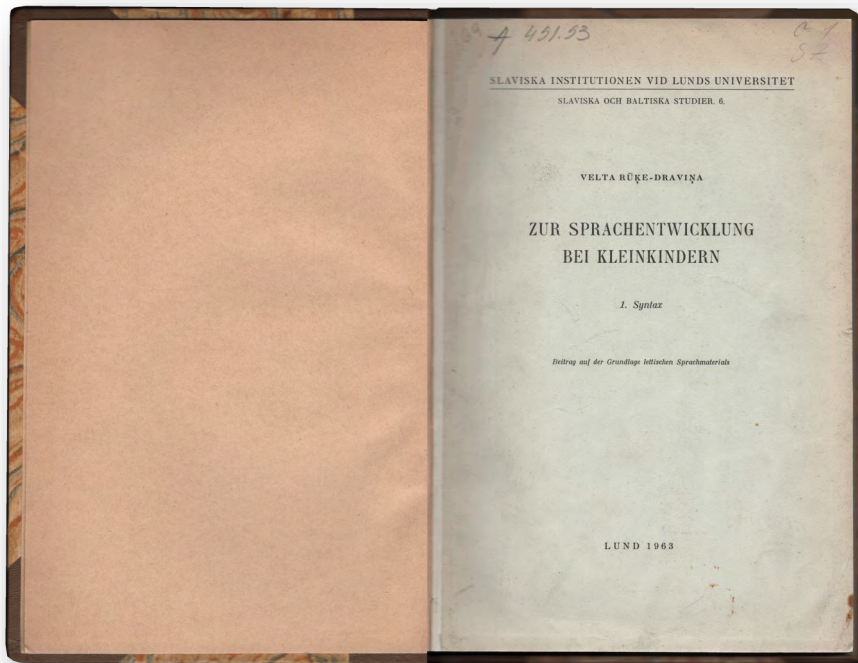 A 451.53
SLAVISKA INSTITUTIONEN VID LUNDS UNIVERSITET
SLAVISKA OCH BALTISKA STUDIER. 6.
VELTA RŪĶE-DRAVIŅA
ZUR SPRACHENTWICKLUNG
BEI KLEINKINDERN
1. Syntax
Beitrag auf der Grundlage lettischen Sprachmaterials
LUND 1963